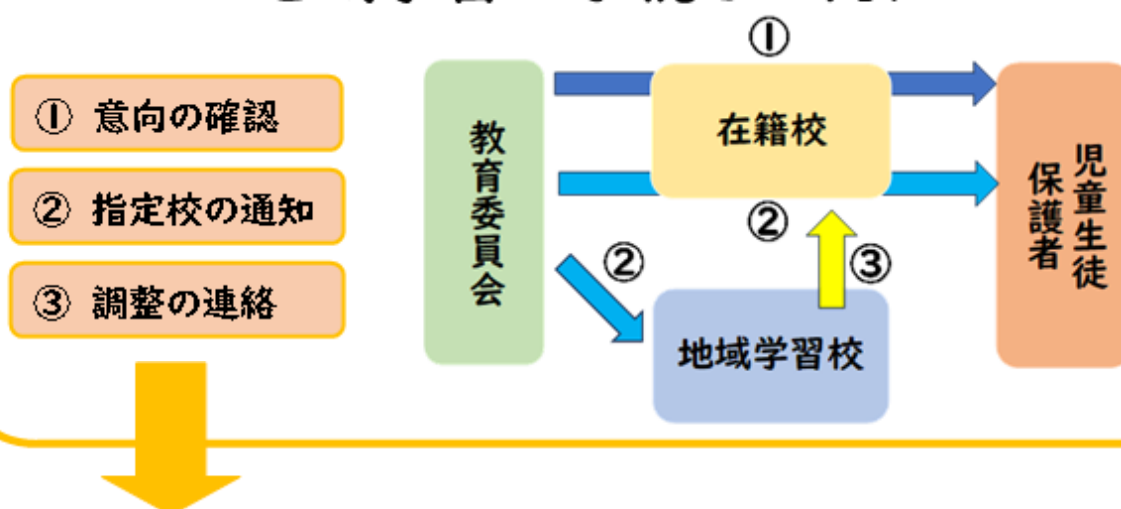 ① 意向の確認
② 指定校の通知
③ 調整の連絡
教育委員会
①
在籍校
②
②
③
地域学習校
児童生徒
保護者